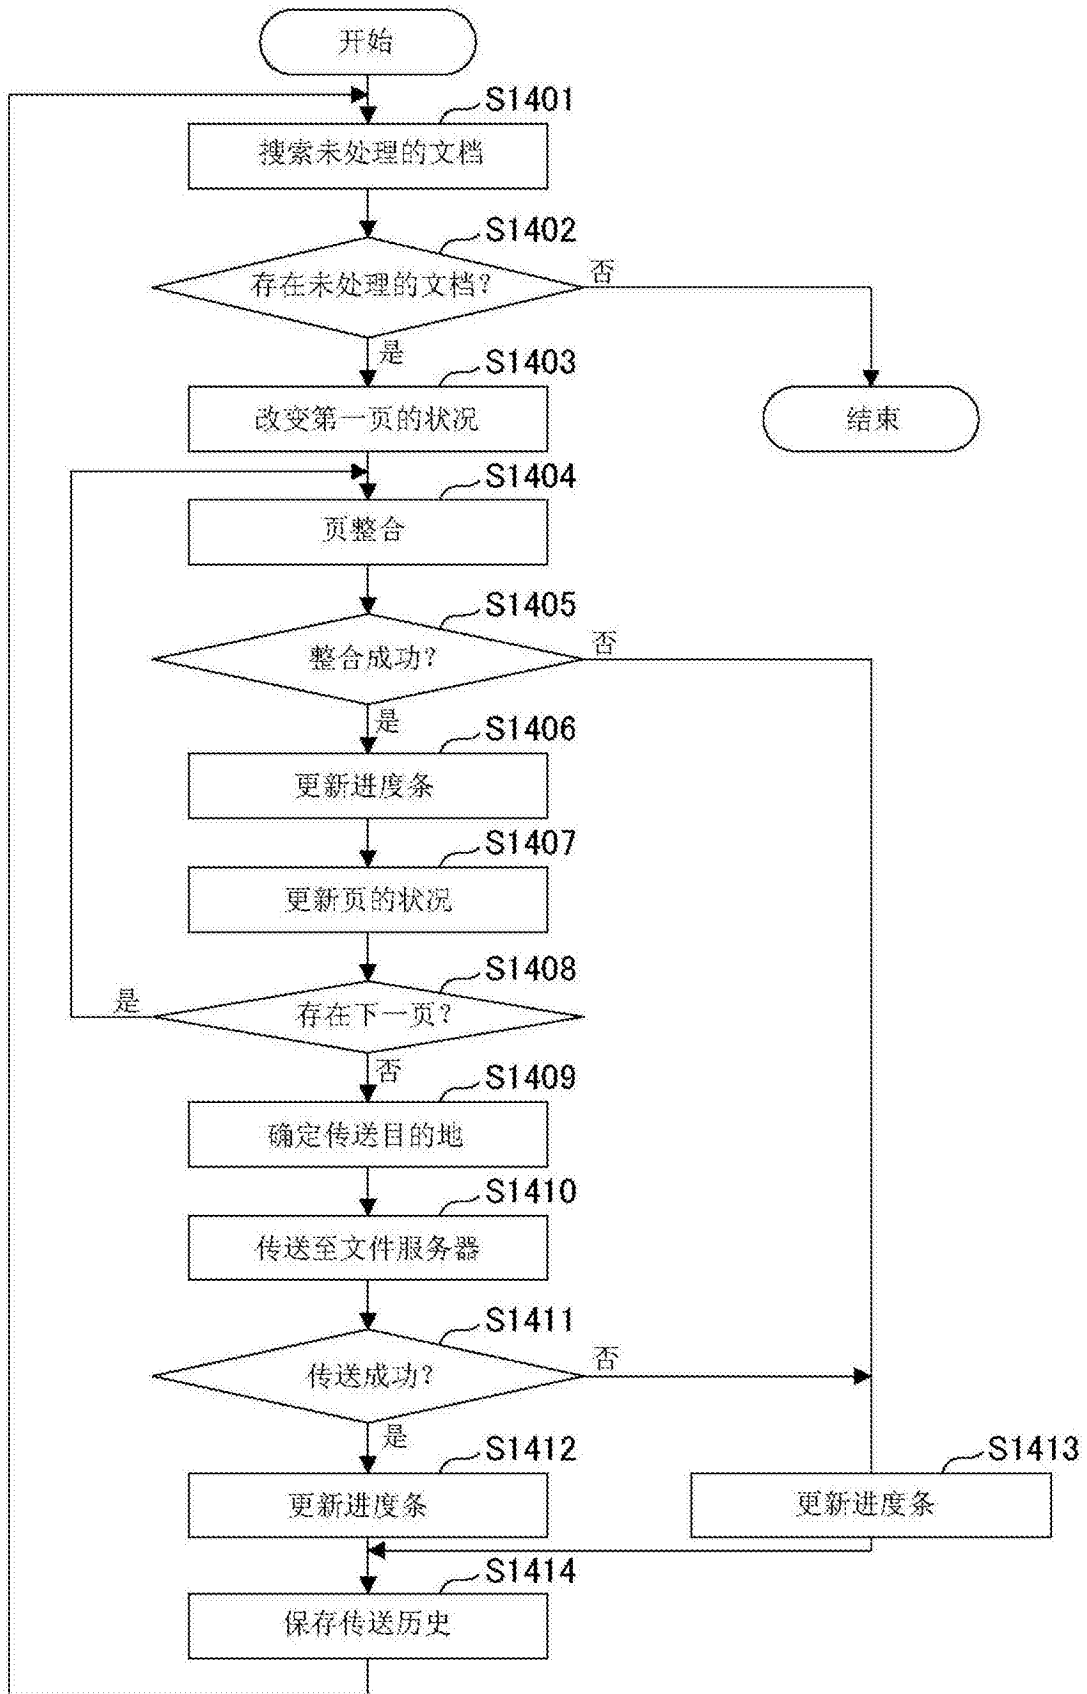 开始
S1401
搜索未处理的文档
S1402
存在未处理的文档?
否
是
S1403
改变第一页的状况
结束
S1404
页整合
S1405
整合成功?
否
是
S1406
更新进度条
S1407
更新页的状况
S1408
存在下一页?
是
否
S1409
确定传送目的地
S1410
传送至文件服务器
S1411
传送成功?
否
是
S1412
更新进度条
S1413
更新进度条
S1414
保存传送历史